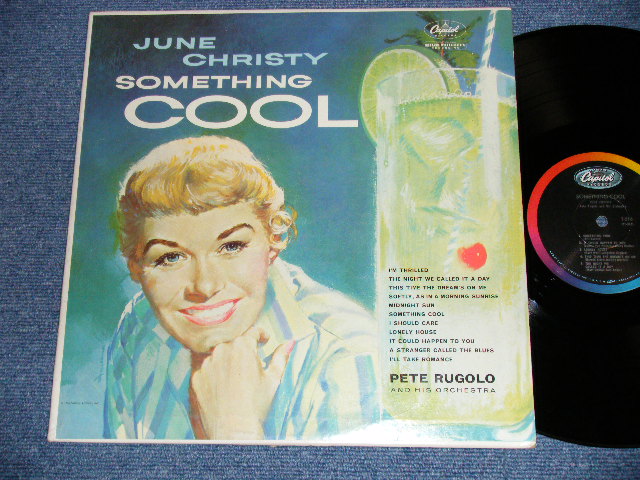 JUNE
CHRISTY
SOMETHING
COOL
Capitol
I'M THRILLED
THE NIGHT WE CALLED IT A DAY
THIS TIME THE DREAM'S ON ME
SOFTLY, AS IN A MORNING SUNRISE
MIDNIGHT SUN
SOMETHING COOL
I SHOULD CARE
LONELY HOUSE
IT COULD HAPPEN TO YOU
A STRANGER CALLED THE BLUES
I'LL TAKE ROMANCE
PETE RUGOLO
AND HIS ORCHESTRA
Capitol
SOMETHING COOL